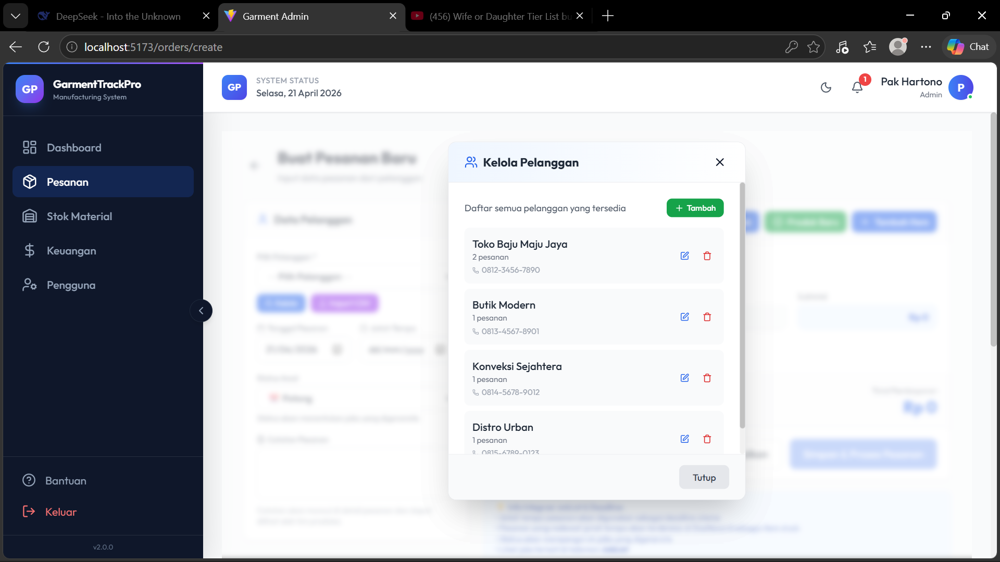 DeepSeek - Into the Unknown
Garment Admin
(456) Wife or Daughter Tier List bu
localhost:5173/orders/create
Chat
GP
GarmentTrackPro
Manufacturing System
Dashboard
Pesanan
Stok Material
Keuangan
Pengguna
Bantuan
Keluar
v2.0.0
GP
SYSTEM STATUS
Selasa, 21 April 2026
1
Pak Hartono
Admin
P
Buat Pesanan Baru
Data Pelanggan
Kelola Pelanggan
Daftar semua pelanggan yang tersedia
+ Tambah
Toko Baju Maju Jaya
2 pesanan
0812-3456-7890
Butik Modern
1 pesanan
0813-4567-8901
Konveksi Sejahtera
1 pesanan
0814-5678-9012
Distro Urban
1 pesanan
0815-6789-0123
Tutup
Rp 0
Rp 0